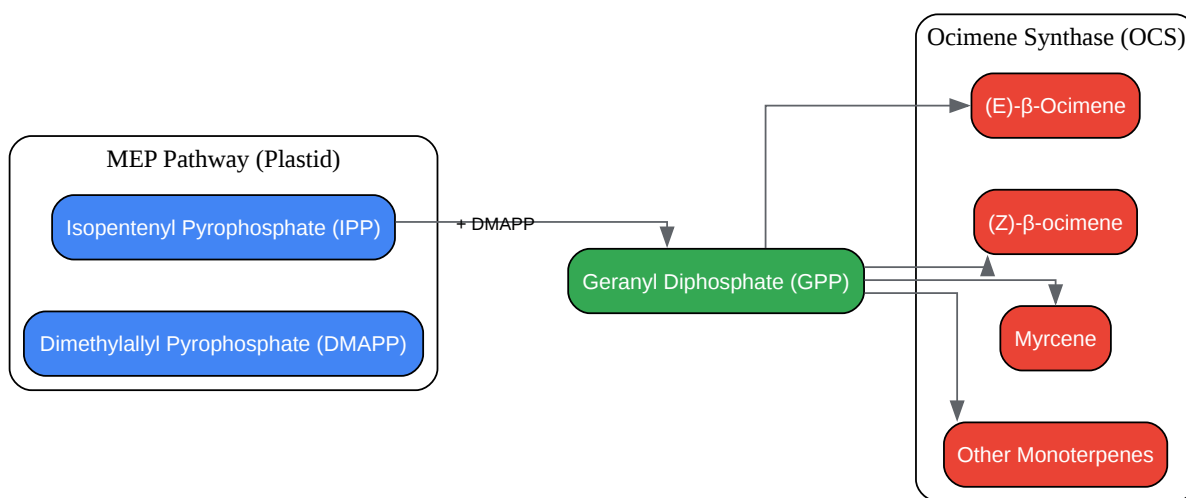 Ocimene Synthase (OCS)
(E)-β-Ocimene
MEP Pathway (Plastid)
Isopentenyl Pyrophosphate (IPP)
+ DMAPP
(Z)-β-ocimene
Geranyl Diphosphate (GPP)
Dimethylallyl Pyrophosphate (DMAPP)
Myrcene
Other Monoterpenes